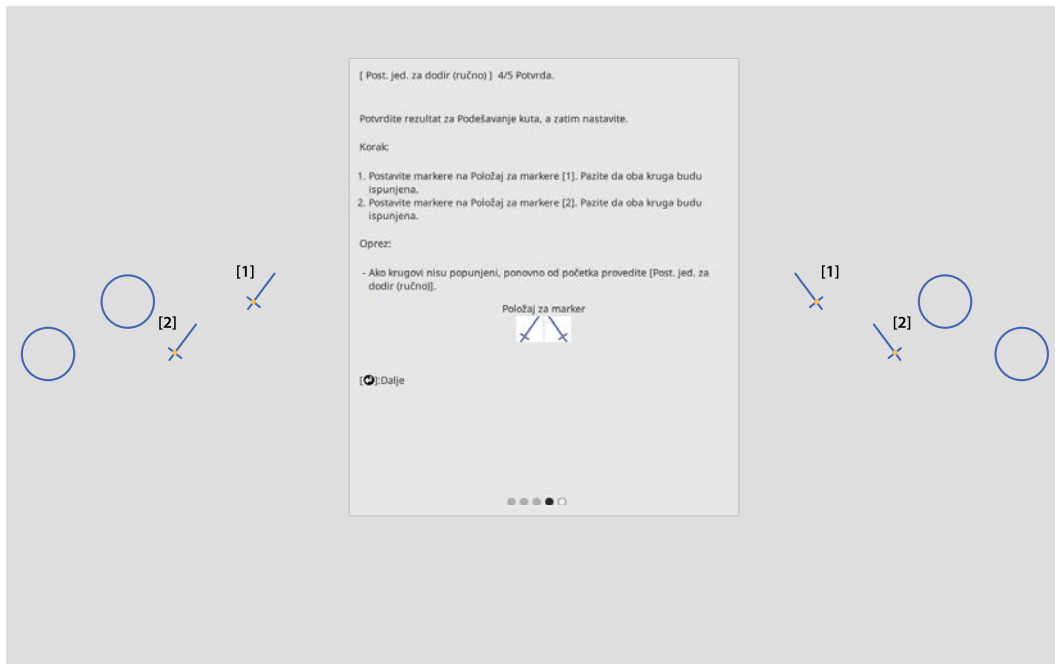 [ Post. jed. za dodir (ručno) ] 4/5 Potvrda.
Potvrdite rezultat za Podešavanje kuta, a zatim nastavite.
Korak:
1. Postavite markere na Položaj za markere [1]. Pazite da oba kruga budu
ispunjena.
2. Postavite markere na Položaj za markere [2]. Pazite da oba kruga budu
ispunjena.
Oprez:
- Ako krugovi nisu popunjeni, ponovno od početka provedite [Post. jed. za
dodir (ručno)].
Položaj za marker
[ ]:Dalje
[1]
[2]
[1]
[2]